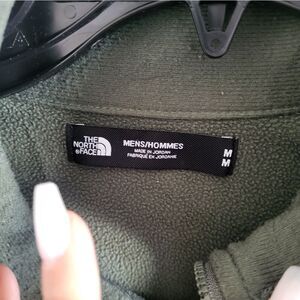 THE
NORTH
FACE
MENS/HOMMES
MADE IN JORDAN
FABRIQUÉ EN JORDANIE
M
M